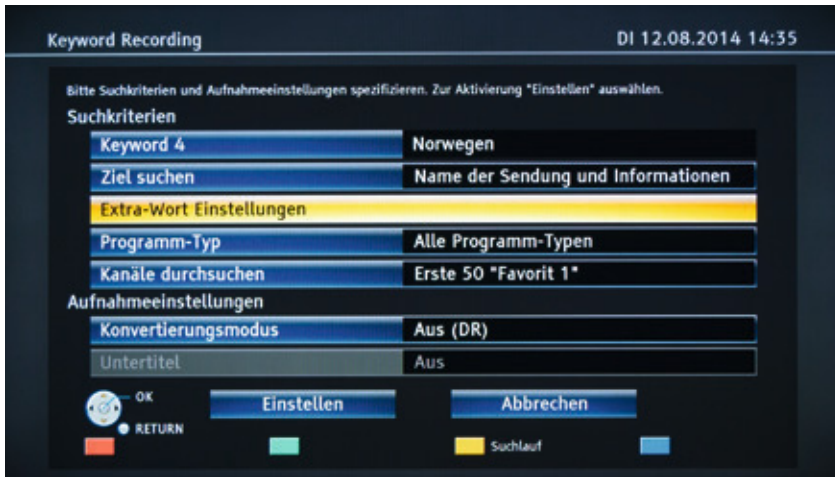 Keyword Recording DI 12.08.2014 14:35
Bitte Suchkriterien und Aufnahmeeinstellungen spezifizieren. Zur Aktivierung "Einstellen" auswählen.
Suchkriterien
Keyword 4 Norwegen
Ziel suchen Name der Sendung und Informationen
Extra-Wort Einstellungen
Programm-Typ Alle Programm-Typen
Kanäle durchsuchen Erste 50 "Favorit 1"
Aufnahmeeinstellungen
Konvertierungsmodus Aus (DR)
Untertitel Aus
OK Einstellen Abbrechen
RETURN
Suchlauf